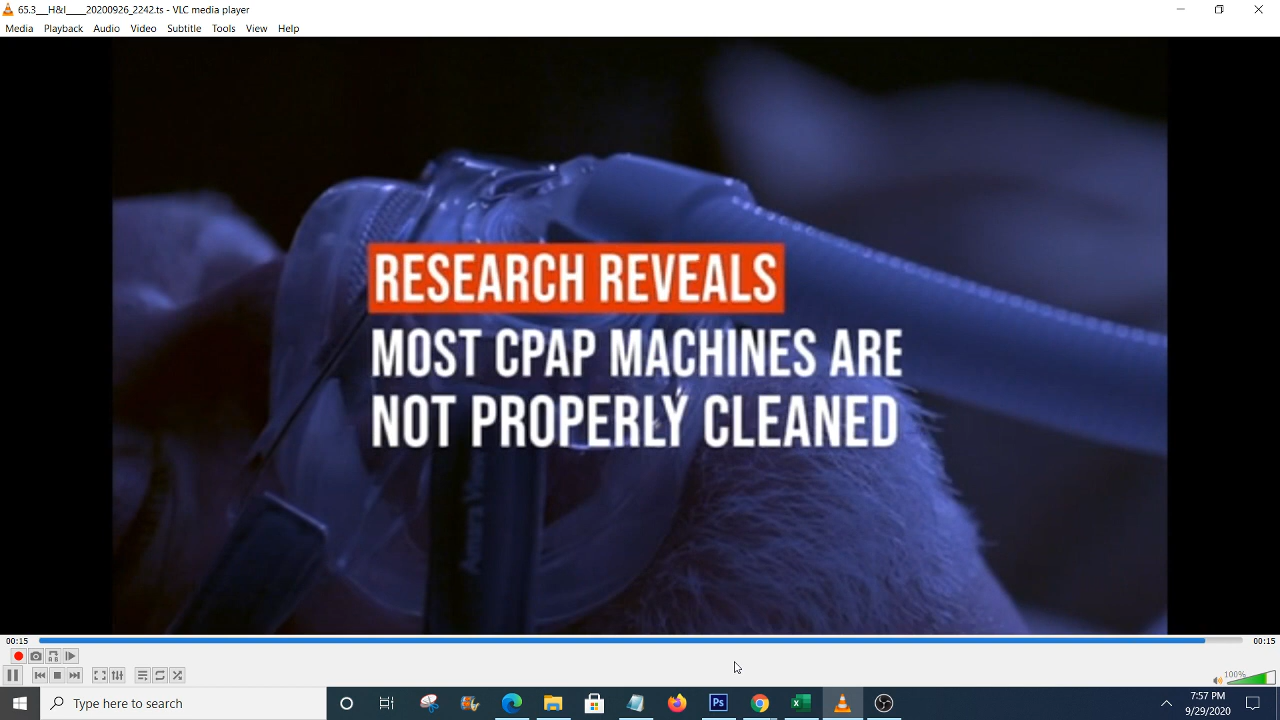 65.3___H&I____20200926_2242.ts - VLC media player
Media Playback Audio Video Subtitle Tools View Help
RESEARCH REVEALS
MOST CPAP MACHINES ARE
NOT PROPERLY CLEANED
00:15
00:15
100%
Type here to search
Ps
7:57 PM
9/29/2020